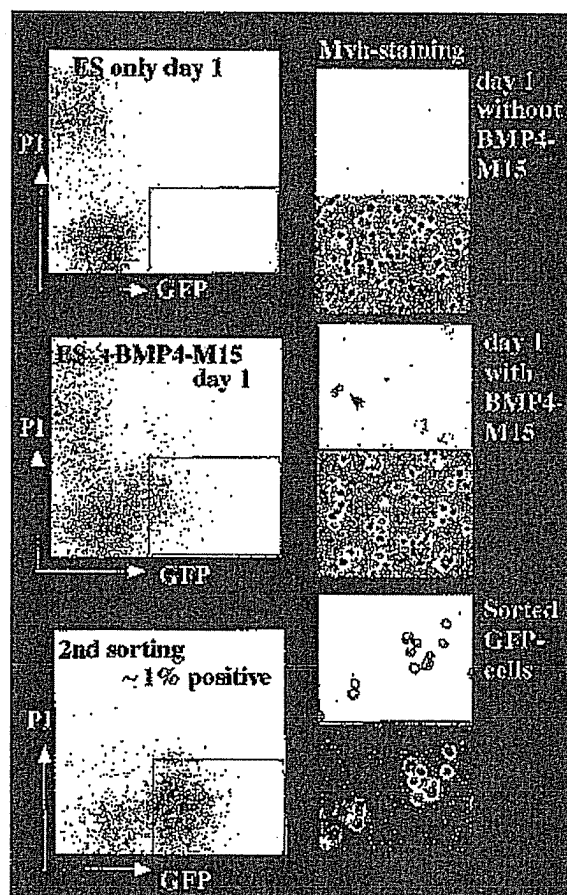 ES only day 1
PI
GFP
Mvh-staining
day 1
without
BMP4-
M15
ES +BMP4-M15
day 1
PI
GFP
day 1
with
BMP4-
M15
2nd sorting
~1% positive
PI
GFP
Sorted
GFP-
cells